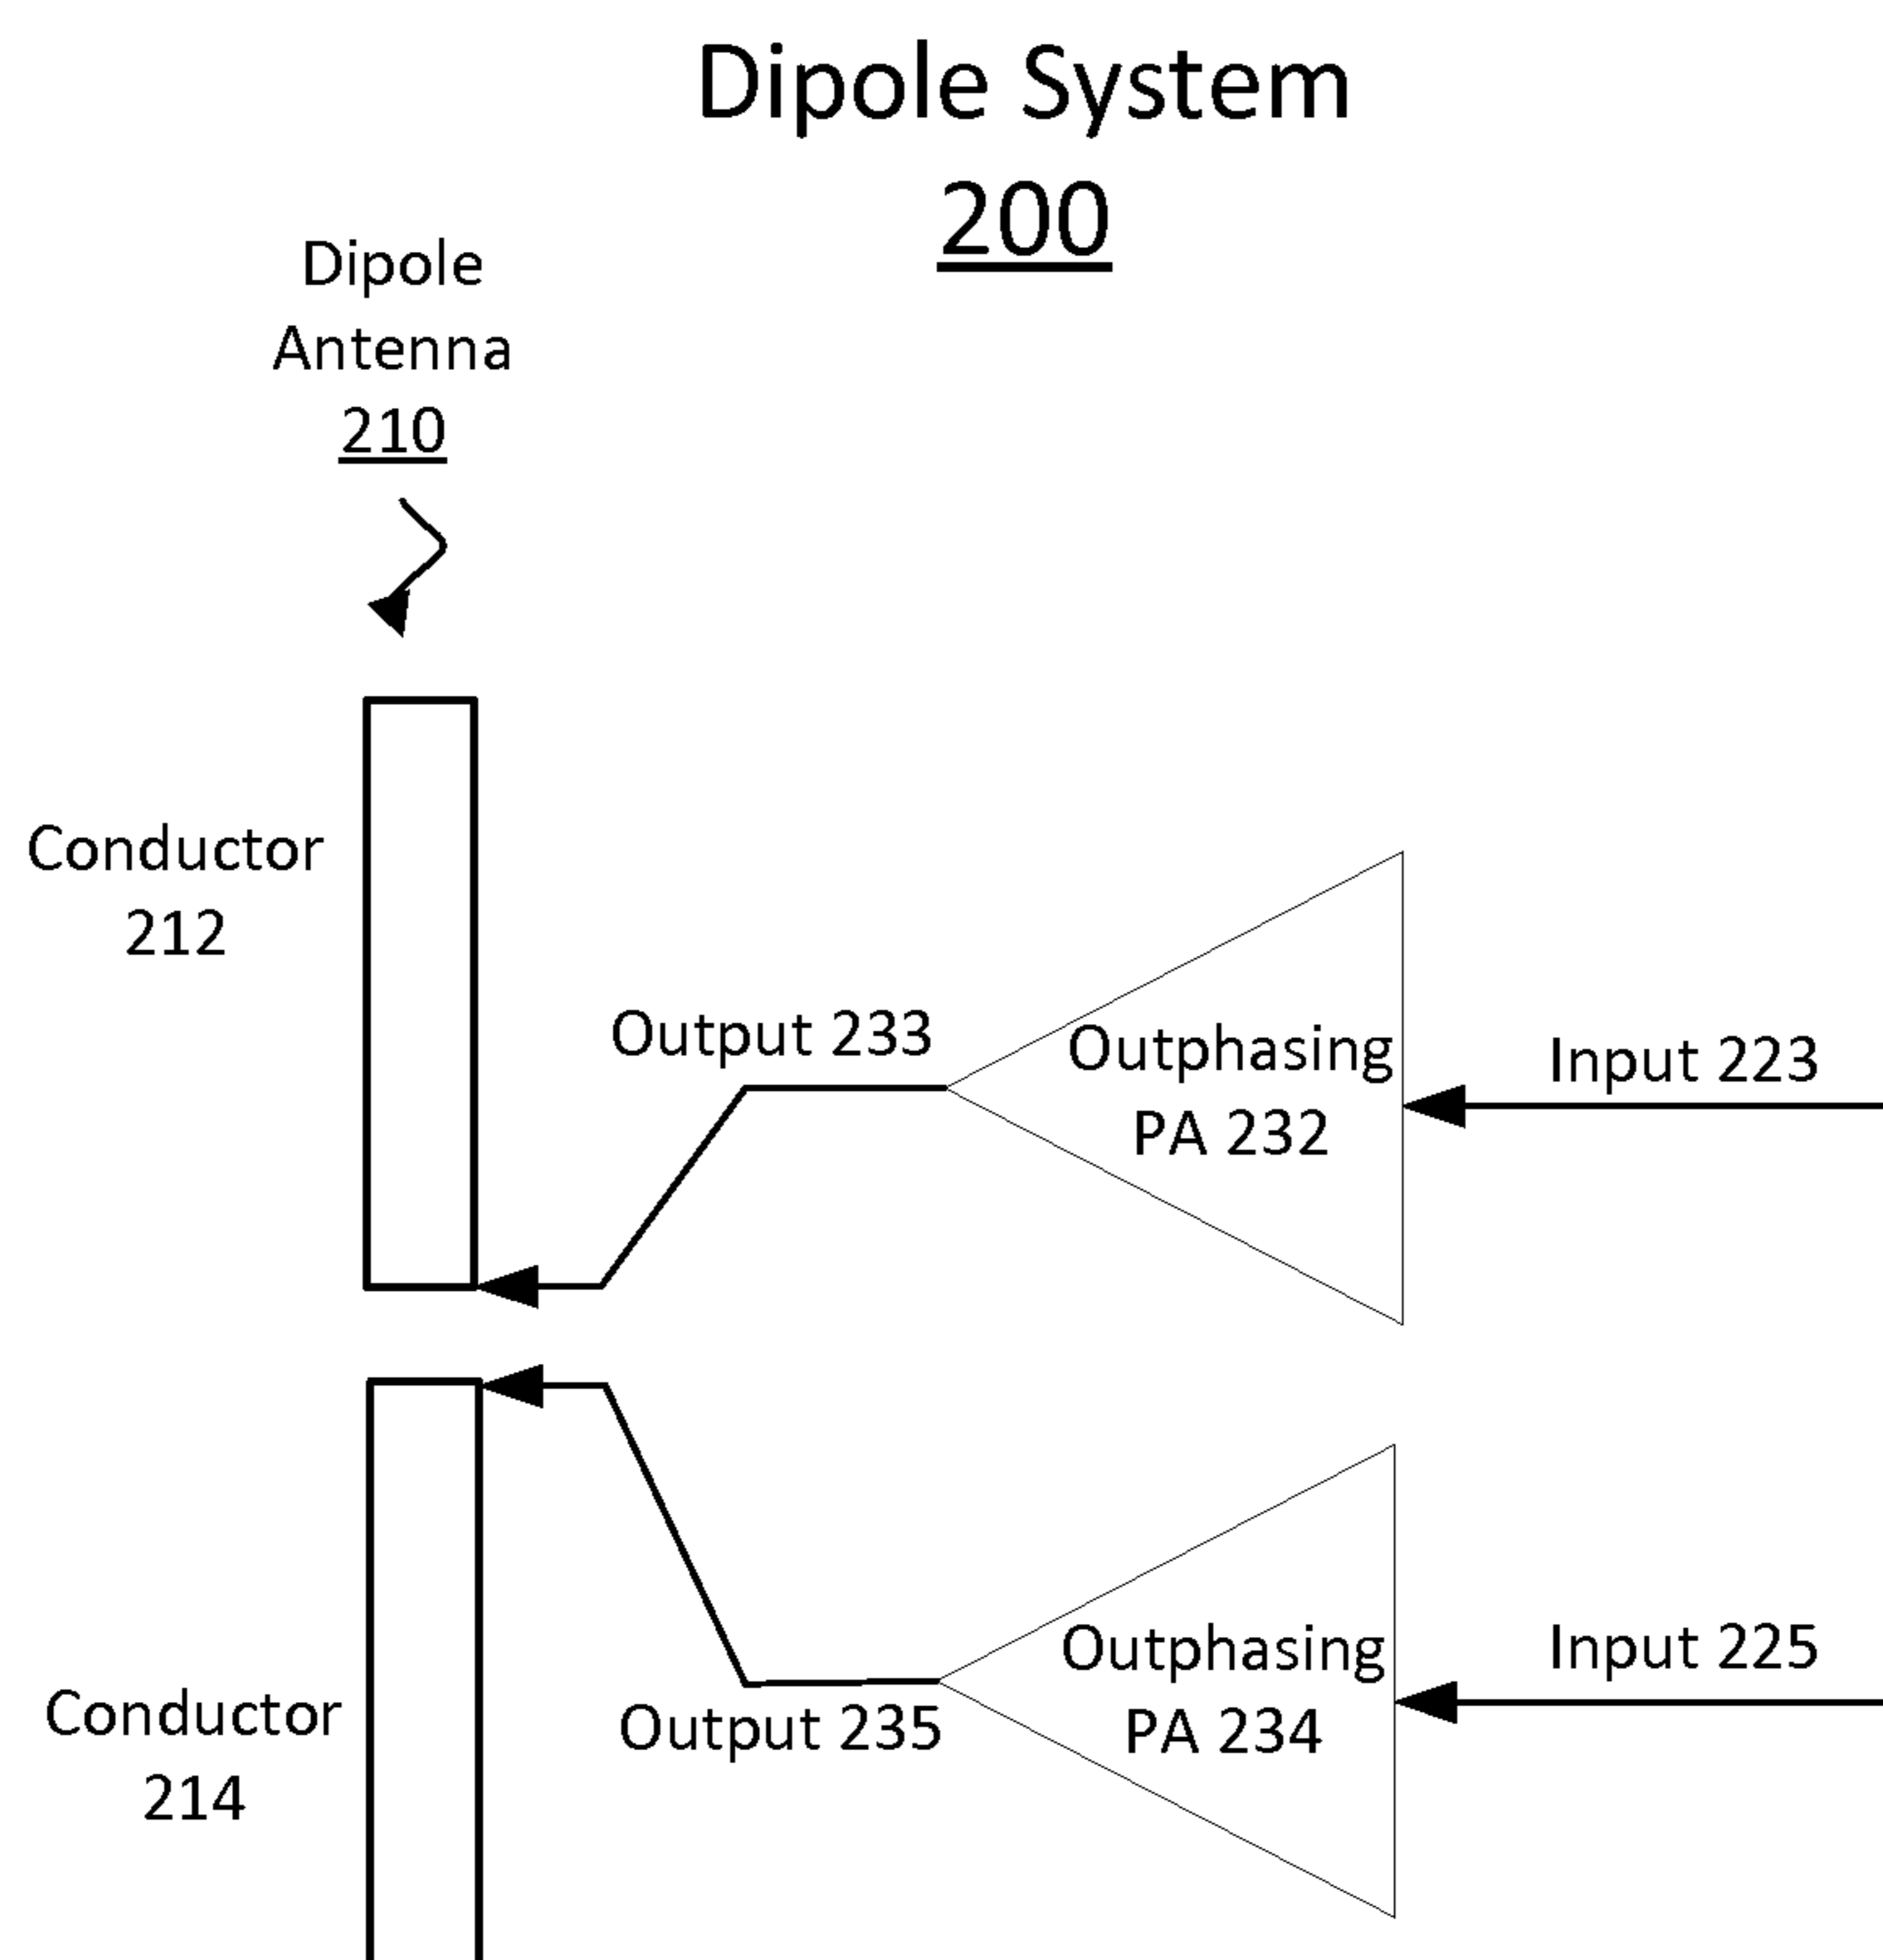 Dipole System
200
Dipole
Antenna
210
Conductor
212
Output 233
Outphasing
PA 232
Input 223
Conductor
214
Output 235
Outphasing
PA 234
Input 225